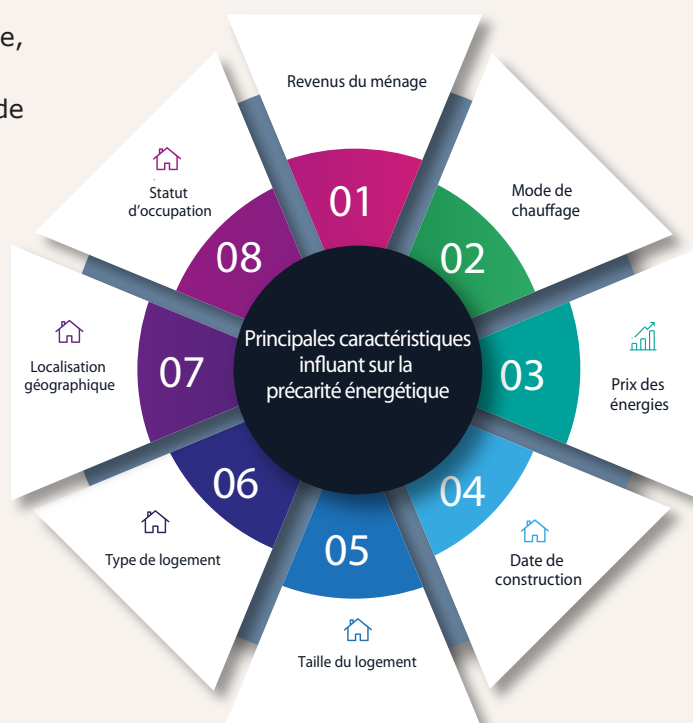 e,
de
Revenus du ménage
01
Mode de
chauffage
02
Prix des
énergies
03
Date de
construction
04
Taille du logement
05
Type de logement
06
Localisation
géographique
07
Statut
d'occupation
08
Principales caractéristiques
influant sur la
précarité énergétique